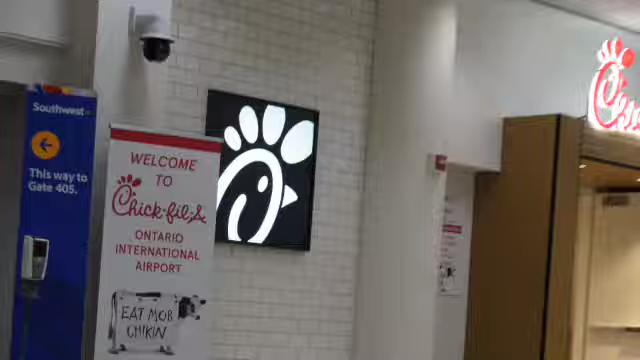 Southwest
This way to
Gate 405.
WELCOME
TO
Chick-fil-A
ONTARIO
INTERNATIONAL
AIRPORT
EAT MOR
CHIKIN